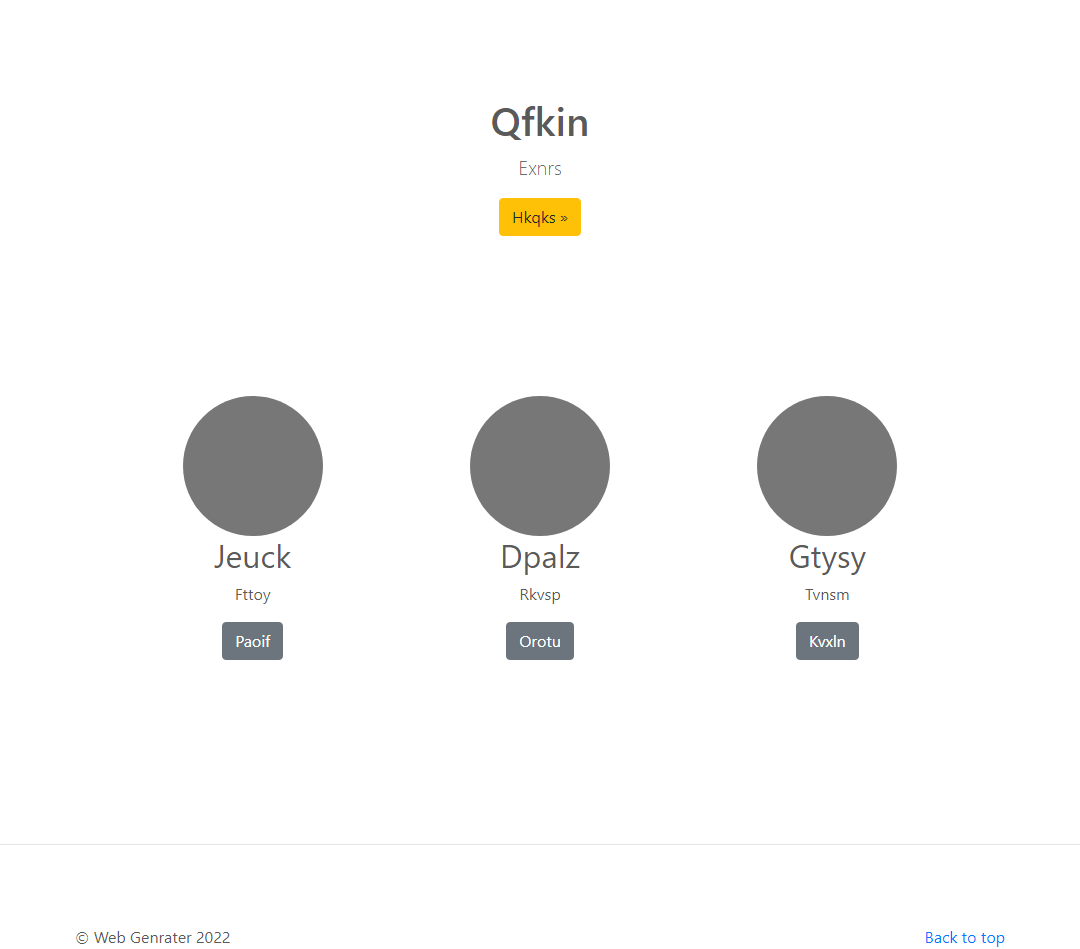 Qfkin
Exnrs
Hkqks »
Jeuck
Dpalz
Gtysy
Fttoy
Rkvsp
Tvnsm
Paoif
Orotu
Kvxln
© Web Genrater 2022
Back to top